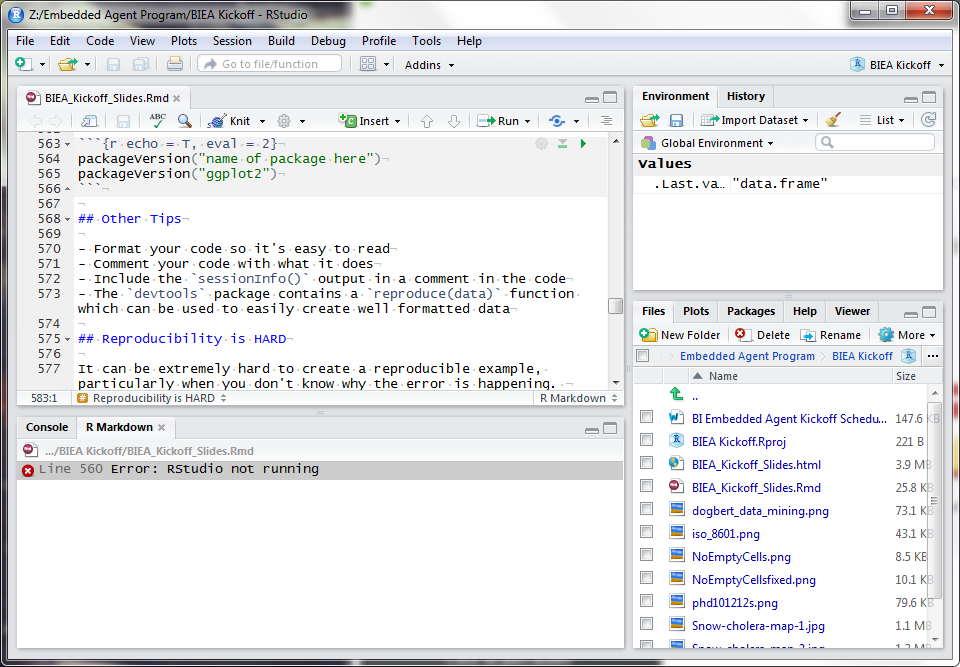 Z:/Embedded Agent Program/BIEA Kickoff - RStudio
File Edit Code View Plots Session Build Debug Profile Tools Help
Go to file/function Addins BIEA Kickoff
BIEA_Kickoff_Slides.Rmd
ABC Knit Insert Run
563 ```{r echo = T, eval = 2}
564 packageVersion("name of package here")
565 packageVersion("ggplot2")
566 ```
567
568 ## Other Tips
569
570 - Format your code so it's easy to read
571 - Comment your code with what it does
572 - Include the `sessionInfo()` output in a comment in the code
573 - The `devtools` package contains a `reproduce(data)` function
which can be used to easily create well formatted data
574
575 ## Reproducibility is HARD
576
577 It can be extremely hard to create a reproducible example,
particularly when you don't know why the error is happening.
583:1 # Reproducibility is HARD R Markdown
Console R Markdown
.../BIEA Kickoff/BIEA_Kickoff_Slides.Rmd
Line 560 Error: RStudio not running
Environment History
Import Dataset List
Global Environment
Values
.Last.va… "data.frame"
Files Plots Packages Help Viewer
New Folder Delete Rename More
Embedded Agent Program BIEA Kickoff R ...
Name Size
..
BI Embedded Agent Kickoff Schedu... 147.6 KB
BIEA Kickoff.Rproj 221 B
BIEA_Kickoff_Slides.html 3.9 MB
BIEA_Kickoff_Slides.Rmd 25.8 KB
dogbert_data_mining.png 73.1 KB
iso_8601.png 43.1 KB
NoEmptyCells.png 8.5 KB
NoEmptyCellsfixed.png 10.1 KB
phd101212s.png 79.6 KB
Snow-cholera-map-1.jpg 1.1 MB